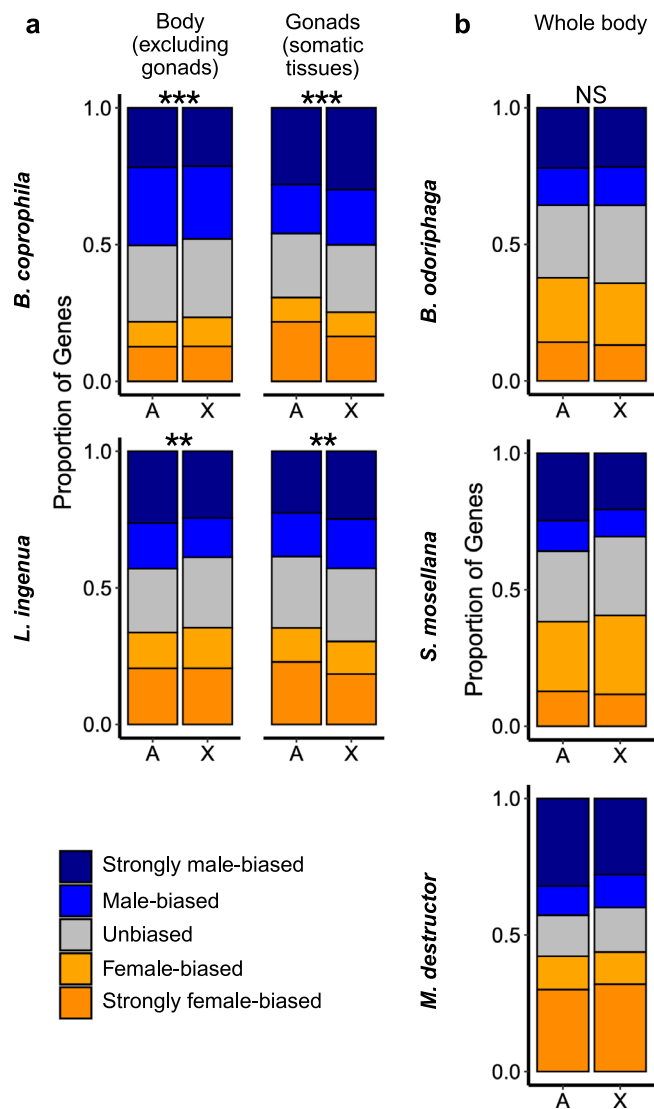 a
Body
(excluding
gonads)
Gonads
(somatic
tissues)
b
Whole body
***
***
NS
B. coprophila
B. odoriphaga
Proportion of Genes
1.0
0.5
0.0
A
X
A
X
1.0
0.5
0.0
A
X
**
**
L. ingenua
1.0
0.5
0.0
A
X
A
X
S. mosellana
Proportion of Genes
1.0
0.5
0.0
A
X
M. destructor
1.0
0.5
0.0
A
X
Strongly male-biased
Male-biased
Unbiased
Female-biased
Strongly female-biased